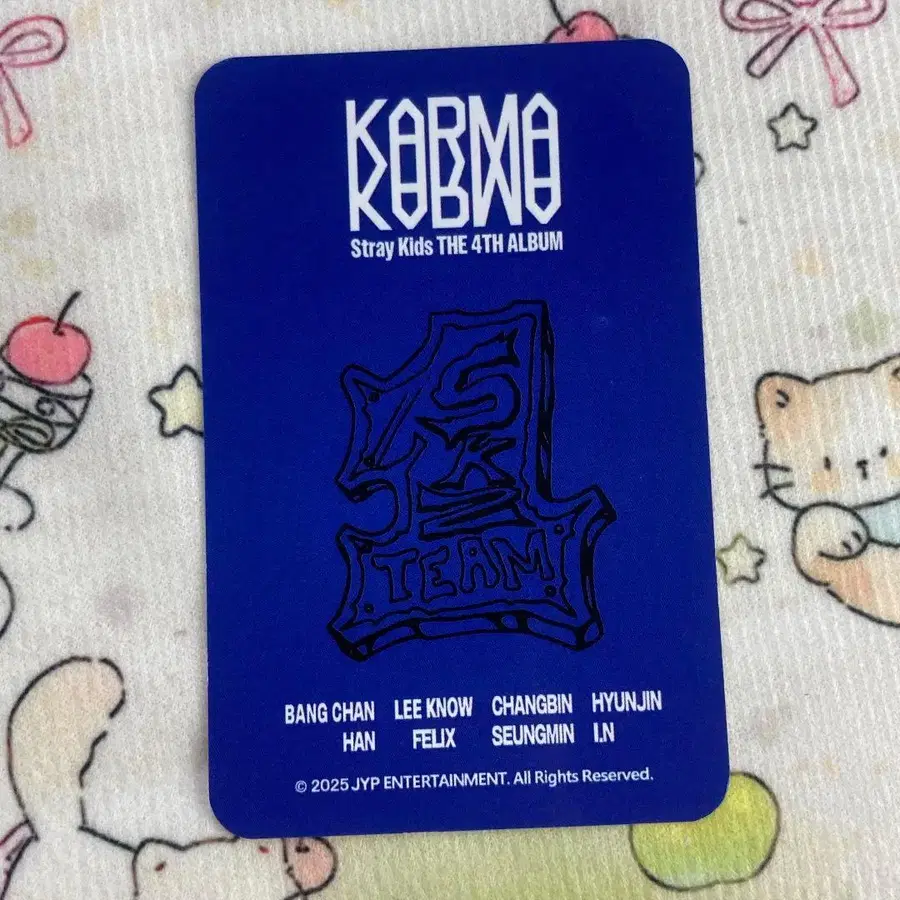 KARMA
Stray Kids THE 4TH ALBUM
SKZ
TEAM
BANG CHAN LEE KNOW CHANGBIN HYUNJIN
HAN FELIX SEUNGMIN I.N
© 2025 JYP ENTERTAINMENT. All Rights Reserved.